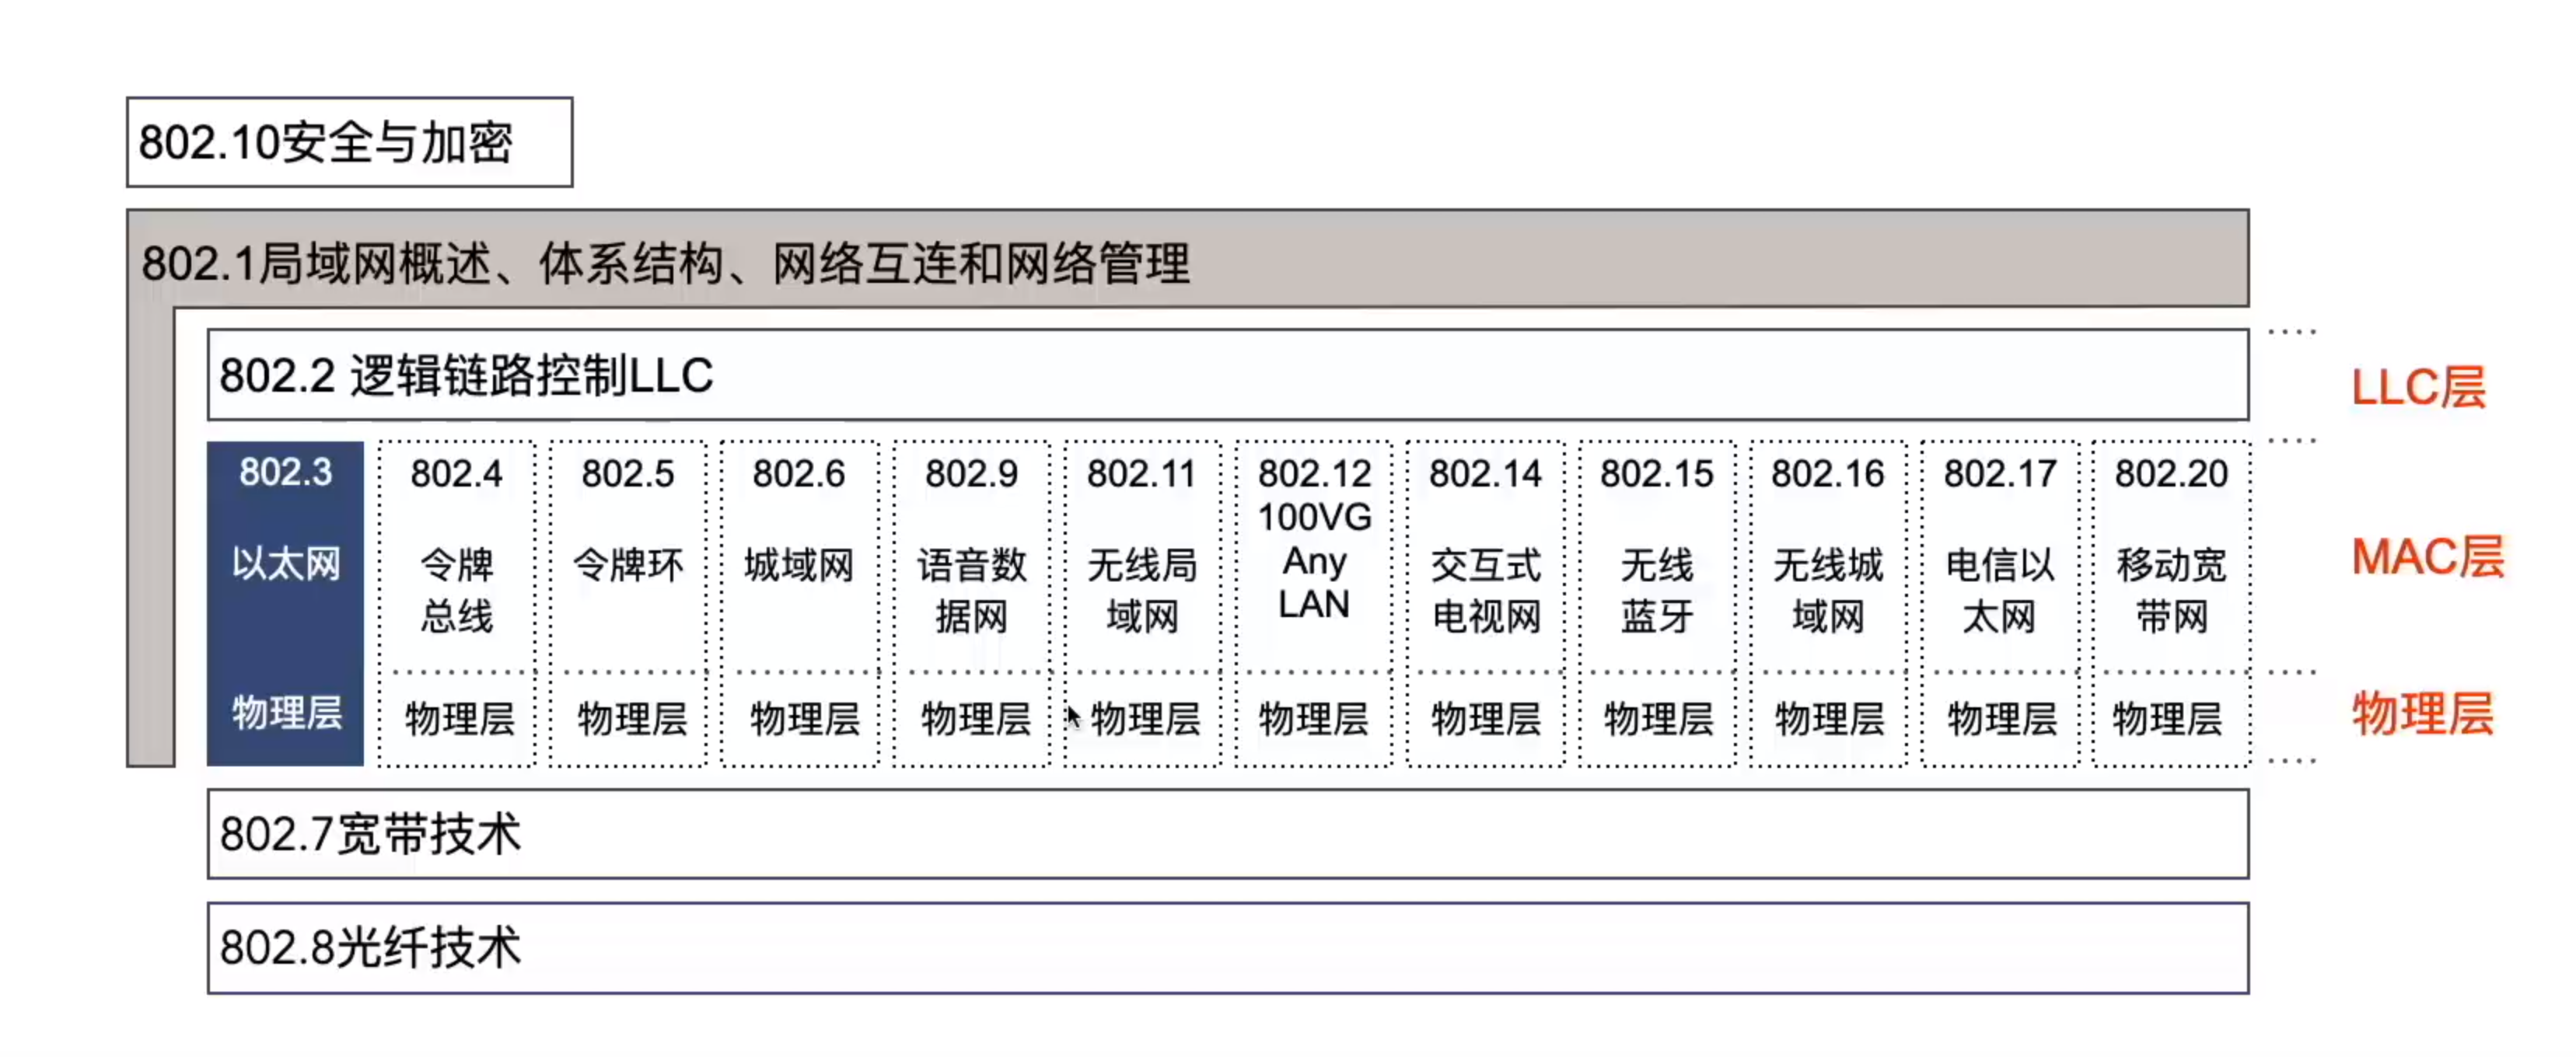 802.10安全与加密
802.1局域网概述、体系结构、网络互连和网络管理
802.2 逻辑链路控制LLC
LLC层
802.3
以太网
物理层
802.4
令牌
总线
物理层
802.5
令牌环
物理层
802.6
城域网
物理层
802.9
语音数
据网
物理层
802.11
无线局
域网
物理层
802.12
100VG
Any
LAN
物理层
802.14
交互式
电视网
物理层
802.15
无线
蓝牙
物理层
802.16
无线城
域网
物理层
802.17
电信以
太网
物理层
802.20
移动宽
带网
物理层
MAC层
物理层
802.7宽带技术
802.8光纤技术